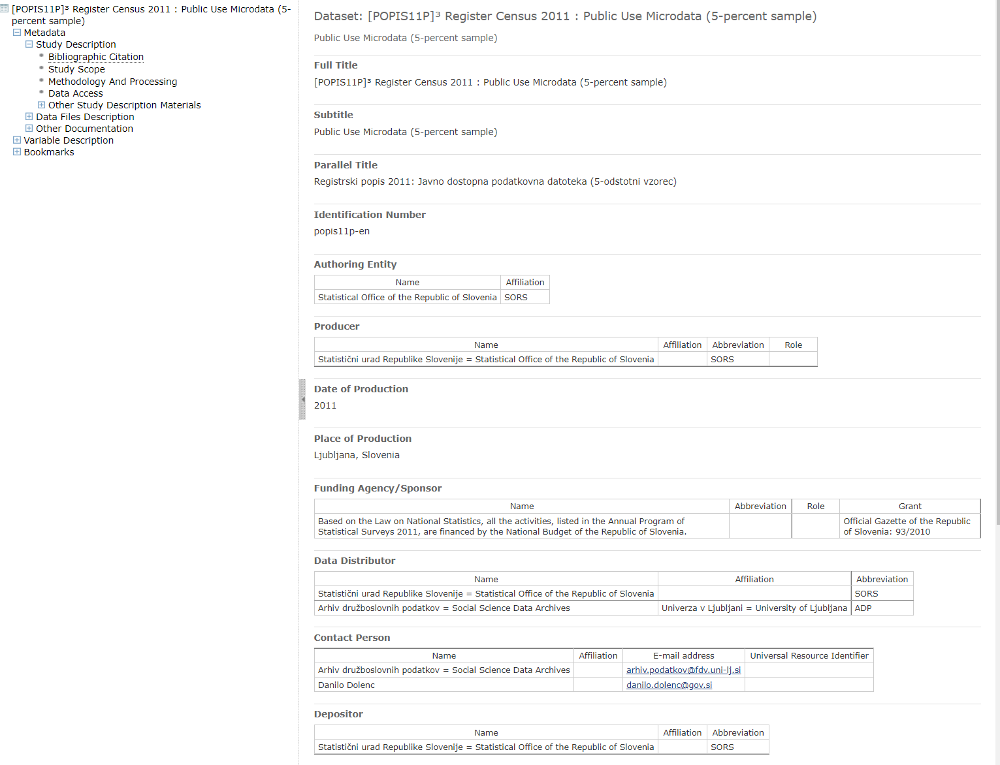 [POPIS11P]³ Register Census 2011 : Public Use Microdata (5-
percent sample)
Metadata
Study Description
Bibliographic Citation
Study Scope
Methodology And Processing
Data Access
Other Study Description Materials
Data Files Description
Other Documentation
Variable Description
Bookmarks
Dataset: [POPIS11P]³ Register Census 2011 : Public Use Microdata (5-percent sample)
Public Use Microdata (5-percent sample)
Full Title
[POPIS11P]³ Register Census 2011 : Public Use Microdata (5-percent sample)
Subtitle
Public Use Microdata (5-percent sample)
Parallel Title
Registrski popis 2011: Javno dostopna podatkovna datoteka (5-odstotni vzorec)
Identification Number
popis11p-en
Authoring Entity
Name Affiliation
Statistical Office of the Republic of Slovenia SORS
Producer
Name Affiliation Abbreviation Role
Statistični urad Republike Slovenije = Statistical Office of the Republic of Slovenia SORS
Date of Production
2011
Place of Production
Ljubljana, Slovenia
Funding Agency/Sponsor
Name Abbreviation Role Grant
Based on the Law on National Statistics, all the activities, listed in the Annual Program of
Statistical Surveys 2011, are financed by the National Budget of the Republic of Slovenia.
Official Gazette of the Republic
of Slovenia: 93/2010
Data Distributor
Name Affiliation Abbreviation
Statistični urad Republike Slovenije = Statistical Office of the Republic of Slovenia SORS
Arhiv družboslovnih podatkov = Social Science Data Archives Univerza v Ljubljani = University of Ljubljana ADP
Contact Person
Name Affiliation E-mail address Universal Resource Identifier
Arhiv družboslovnih podatkov = Social Science Data Archives arhiv.podatkov@fdv.uni-lj.si
Danilo Dolenc danilo.dolenc@gov.si
Depositor
Name Affiliation Abbreviation
Statistični urad Republike Slovenije = Statistical Office of the Republic of Slovenia SORS